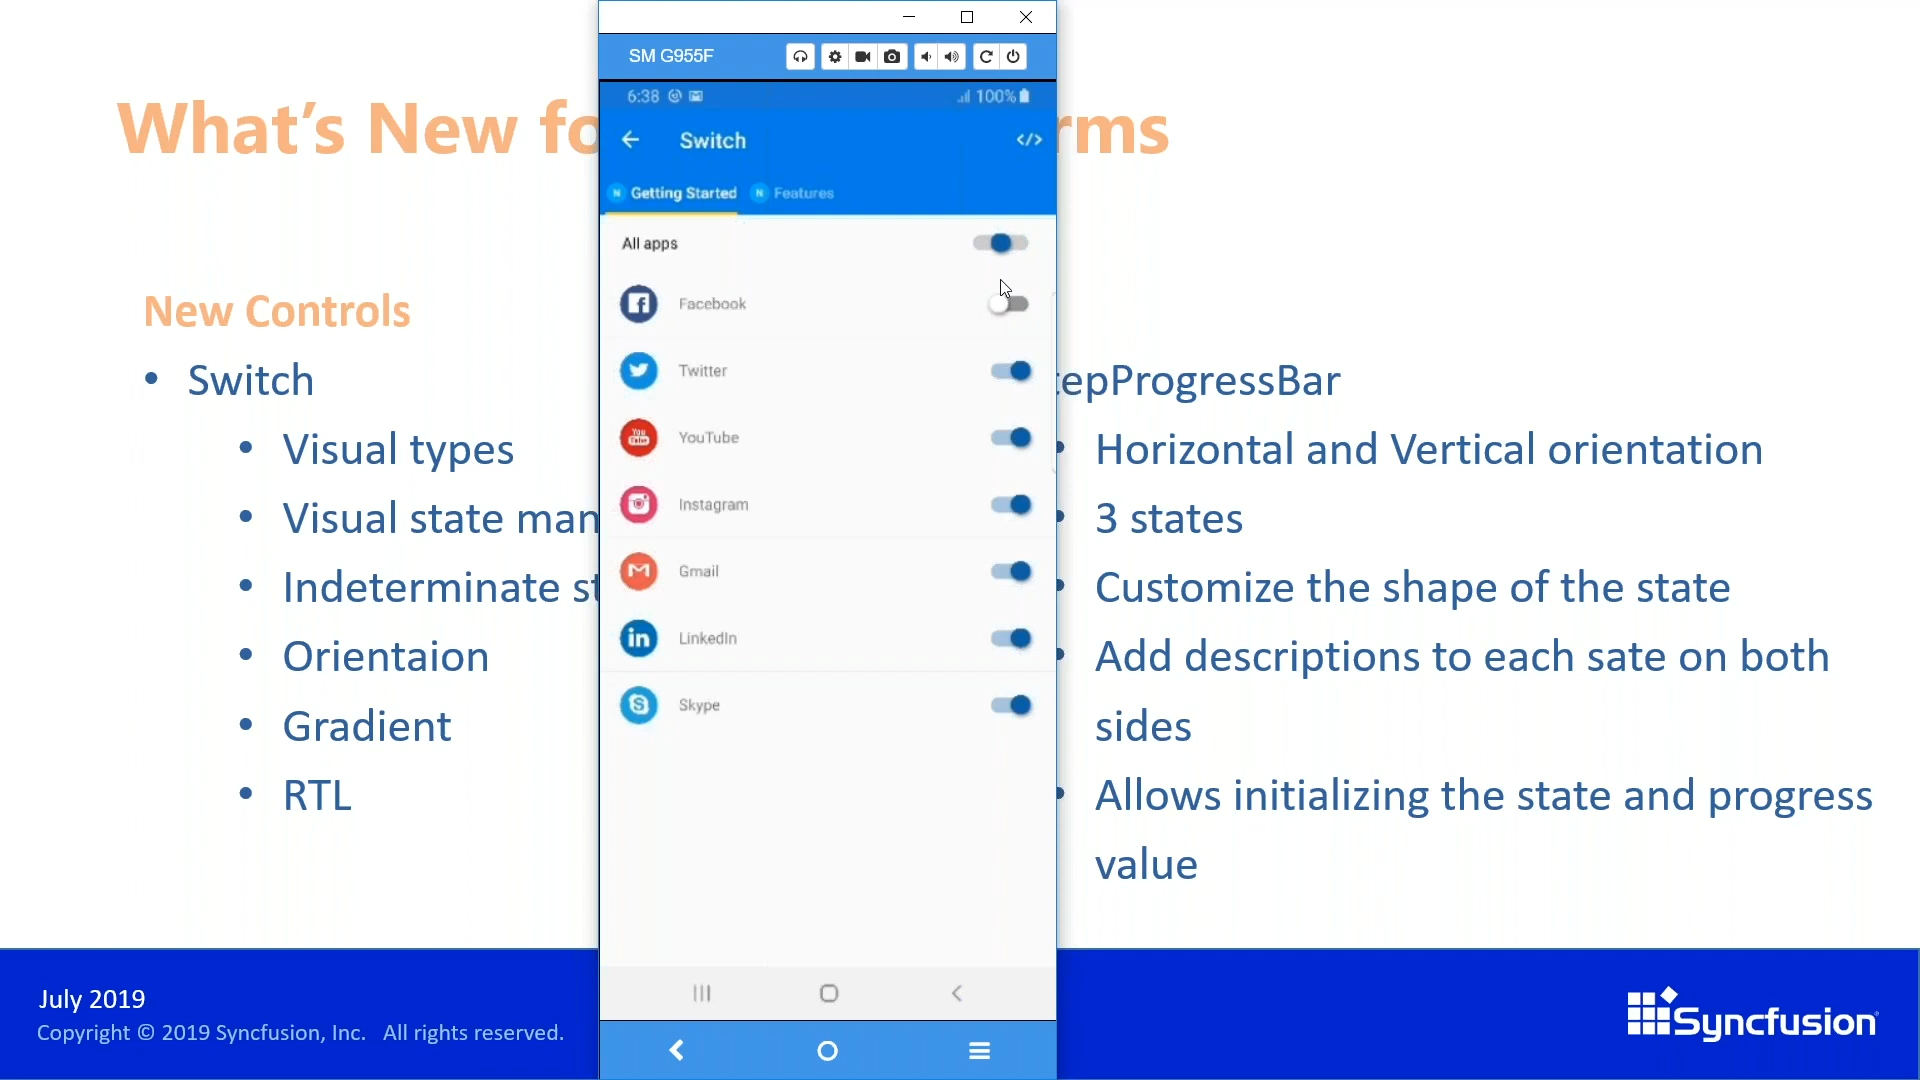 SM G955F
6:38
100%
What's New fo
rms
Switch
</>
N Getting Started
N Features
All apps
New Controls
Facebook
Switch
Twitter
tepProgressBar
YouTube
Visual types
Horizontal and Vertical orientation
Instagram
Visual state man
3 states
Gmail
Indeterminate st
Customize the shape of the state
LinkedIn
Orientaion
Add descriptions to each sate on both
sides
Skype
Gradient
RTL
Allows initializing the state and progress
value
July 2019
Copyright © 2019 Syncfusion, Inc. All rights reserved.
Syncfusion